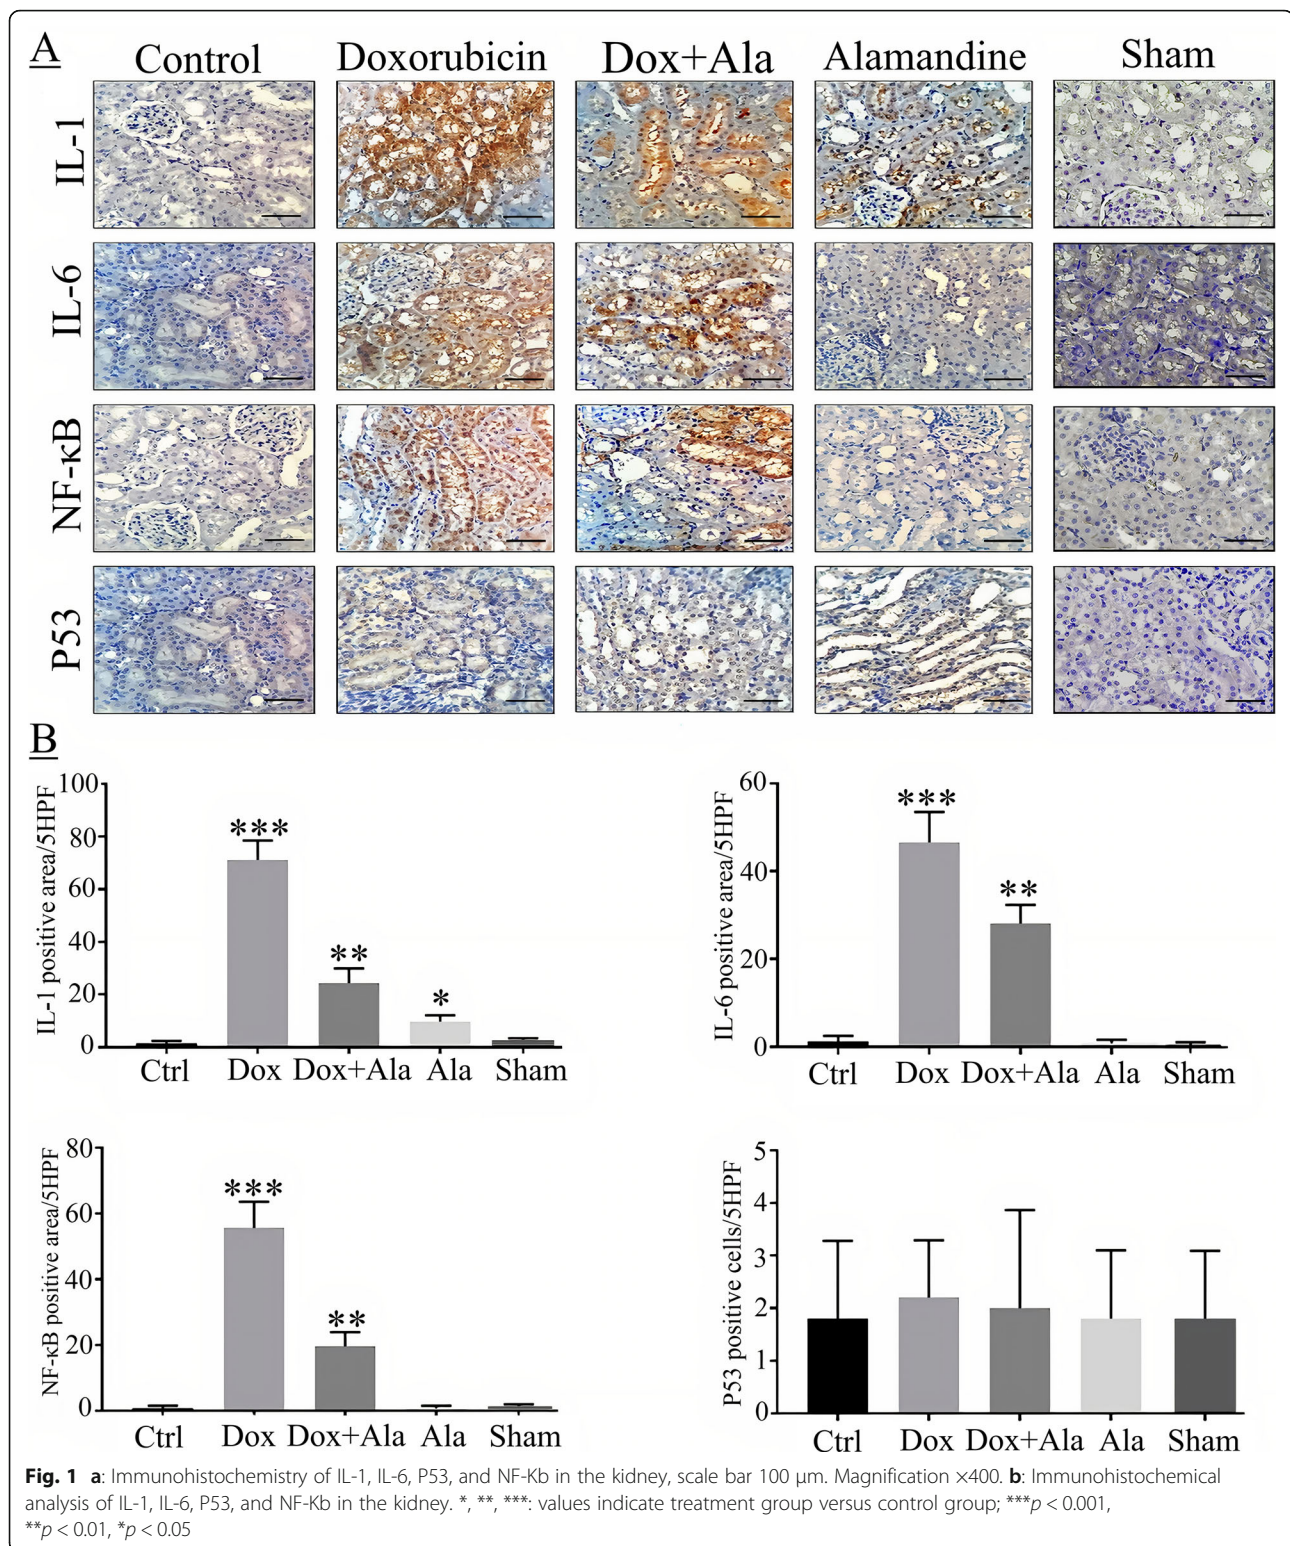 A
Control Doxorubicin Dox+Ala Alamandine Sham
IL-1
IL-6
NF-κB
P53
B
IL-1 positive area/5HPF
100
80
60
40
20
0
***
**
*
Ctrl Dox Dox+Ala Ala Sham
IL-6 positive area/5HPF
60
40
20
0
***
**
Ctrl Dox Dox+Ala Ala Sham
NF-κB positive area/5HPF
80
60
40
20
0
***
**
Ctrl Dox Dox+Ala Ala Sham
P53 positive cells/5HPF
5
4
3
2
1
0
Ctrl Dox Dox+Ala Ala Sham
Fig. 1 a: Immunohistochemistry of IL-1, IL-6, P53, and NF-Kb in the kidney, scale bar 100 μm. Magnification ×400. b: Immunohistochemical
analysis of IL-1, IL-6, P53, and NF-Kb in the kidney. *, **, ***: values indicate treatment group versus control group; ***p < 0.001,
**p < 0.01, *p < 0.05